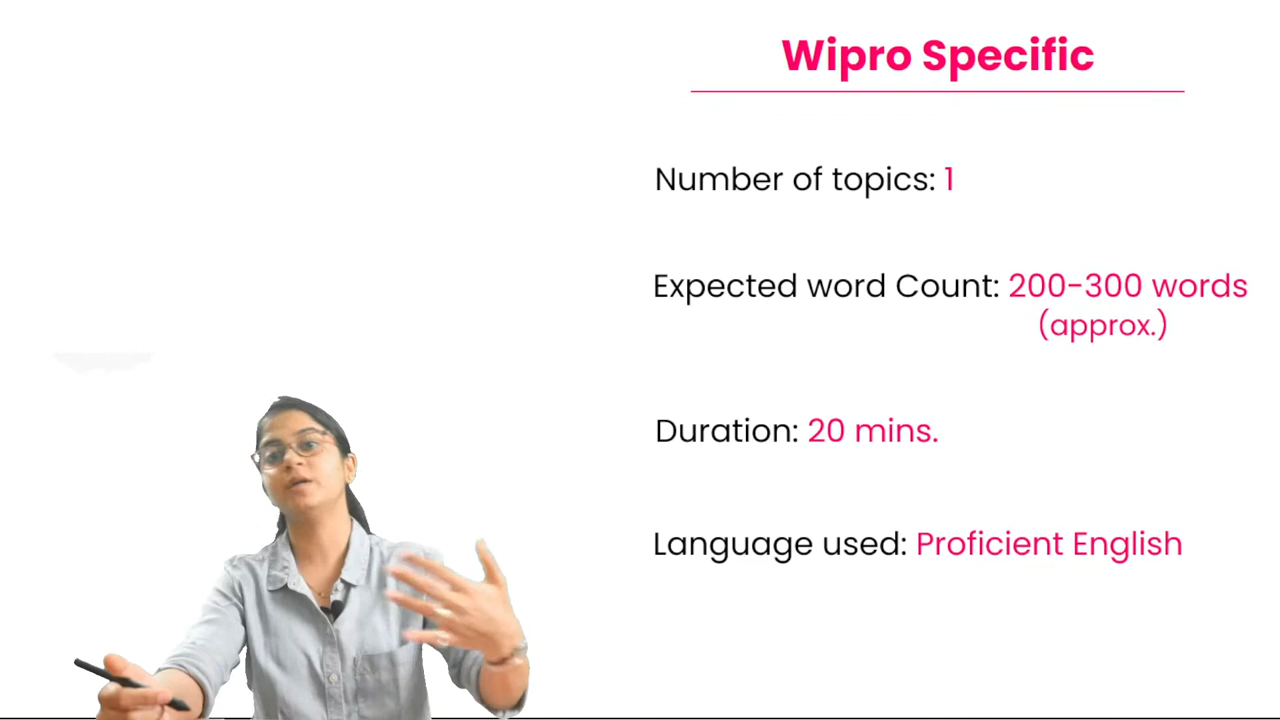 Wipro Specific
Number of topics: 1
Expected word Count: 200-300 words
(approx.)
Duration: 20 mins.
Language used: Proficient English